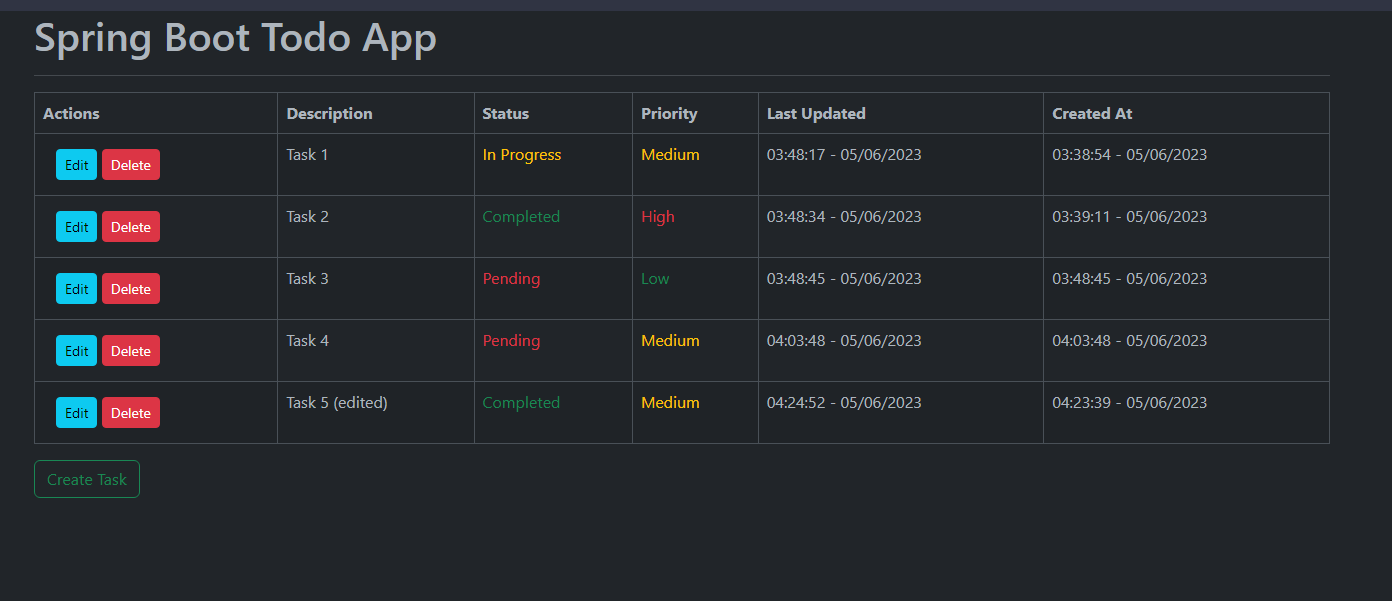 Spring Boot Todo App
Actions Description Status Priority Last Updated Created At
Edit Delete Task 1 In Progress Medium 03:48:17 - 05/06/2023 03:38:54 - 05/06/2023
Edit Delete Task 2 Completed High 03:48:34 - 05/06/2023 03:39:11 - 05/06/2023
Edit Delete Task 3 Pending Low 03:48:45 - 05/06/2023 03:48:45 - 05/06/2023
Edit Delete Task 4 Pending Medium 04:03:48 - 05/06/2023 04:03:48 - 05/06/2023
Edit Delete Task 5 (edited) Completed Medium 04:24:52 - 05/06/2023 04:23:39 - 05/06/2023
Create Task